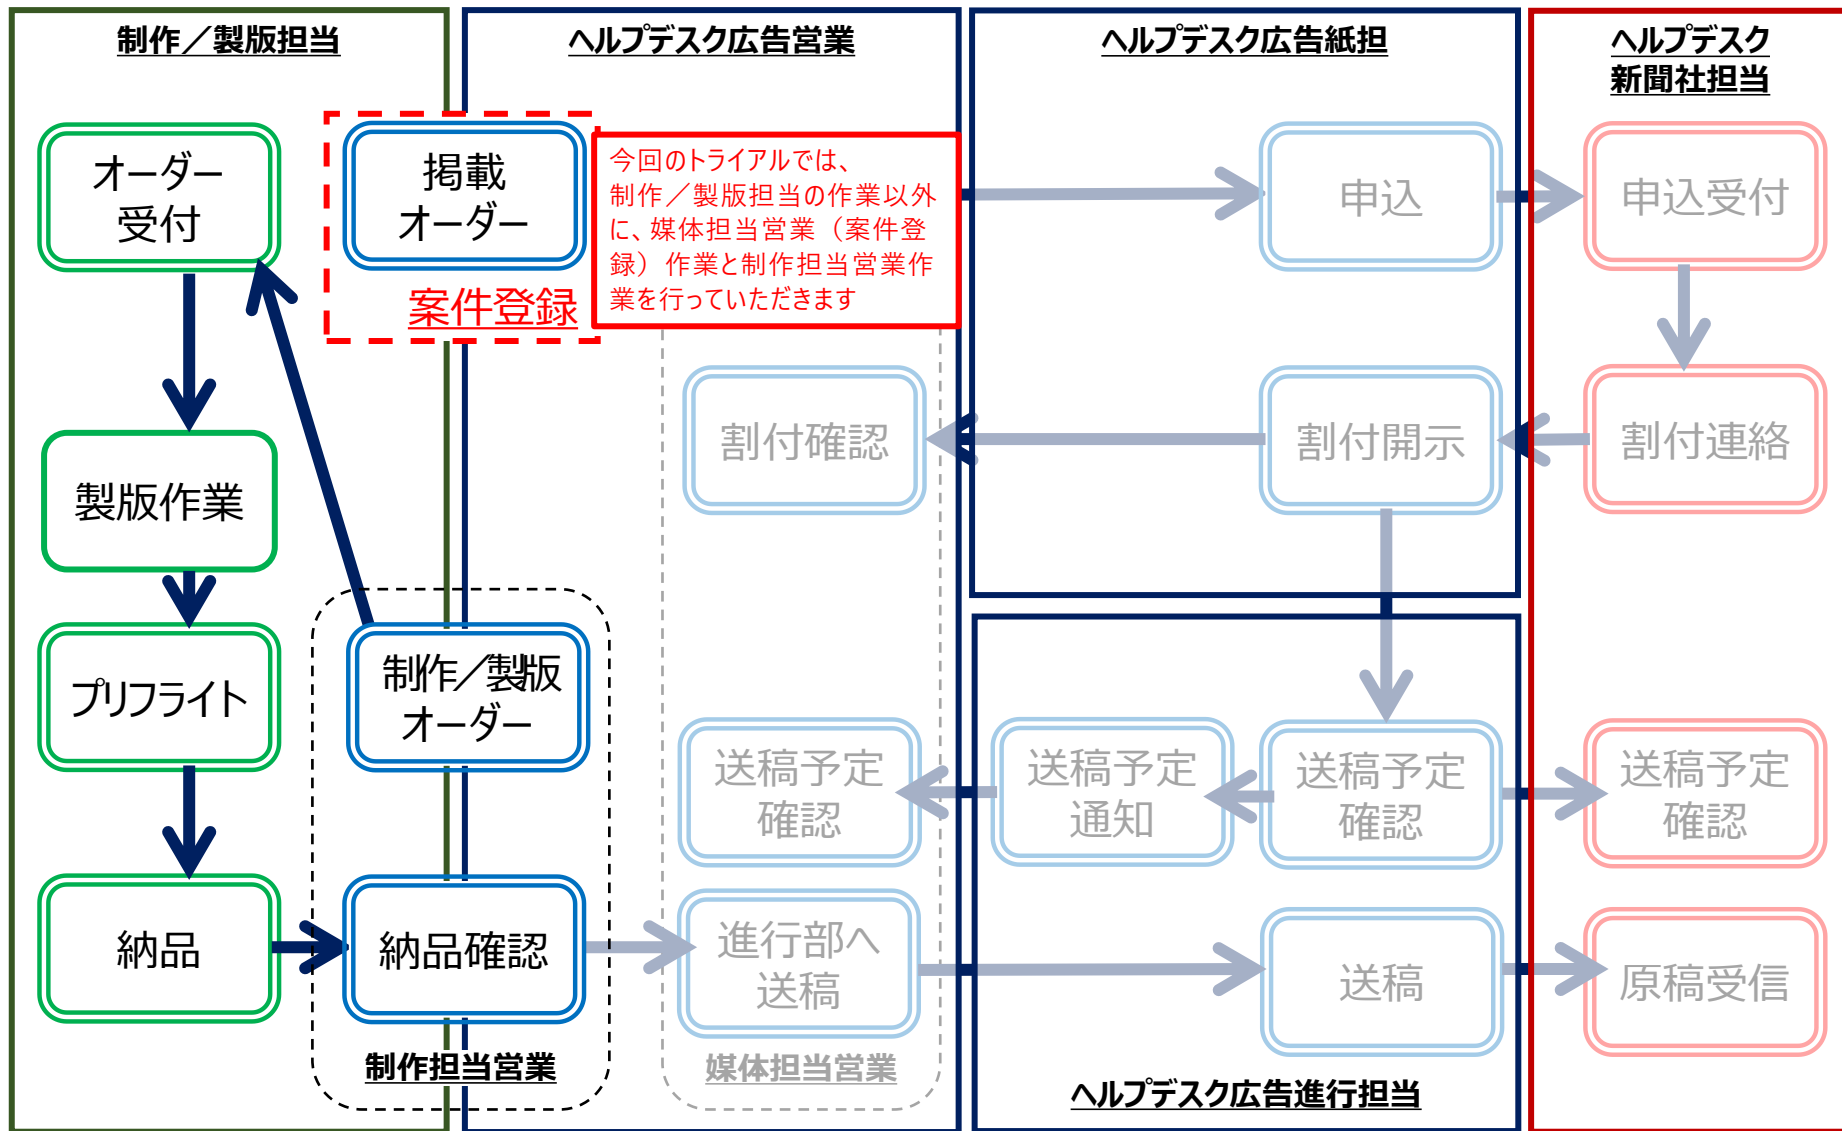 制作／製版担当
ヘルプデスク広告営業
ヘルプデスク広告紙担
ヘルプデスク
新聞社担当
オーダー
受付
掲載
オーダー
案件登録
今回のトライアルでは、
制作／製版担当の作業以外
に、媒体担当営業（案件登
録）作業と制作担当営業作
業を行っていただきます
申込
申込受付
製版作業
割付確認
割付開示
割付連絡
プリフライト
制作／製版
オーダー
送稿予定
確認
送稿予定
通知
送稿予定
確認
送稿予定
確認
納品
納品確認
進行部へ
送稿
送稿
原稿受信
制作担当営業
媒体担当営業
ヘルプデスク広告進行担当